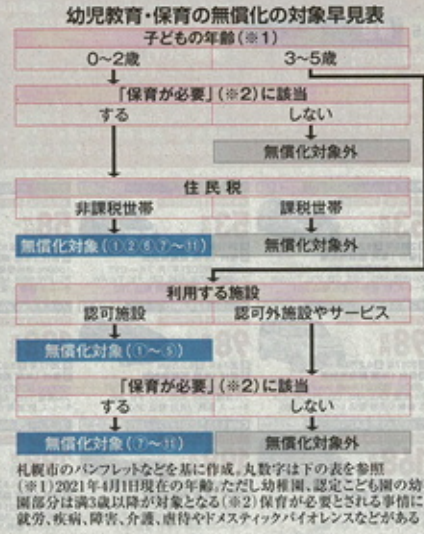 幼児教育・保育の無償化の対象早見表
子どもの年齢(※1)
0～2歳 3～5歳
「保育が必要」(※2)に該当
する しない
無償化対象外
住民税
非課税世帯 課税世帯
無償化対象(①②⑥⑦～⑪) 無償化対象外
利用する施設
認可施設 認可外施設やサービス
無償化対象(①～⑤)
「保育が必要」(※2)に該当
する しない
無償化対象(⑦～⑪) 無償化対象外
札幌市のパンフレットなどを基に作成。丸数字は下の表を参照
(※1)2021年4月1日現在の年齢。ただし幼稚園、認定こども園の幼
園部分は満3歳以降が対象となる(※2)保育が必要とされる事情に
就労、疾病、障害、介護、虐待やドメスティックバイオレンスなどがある